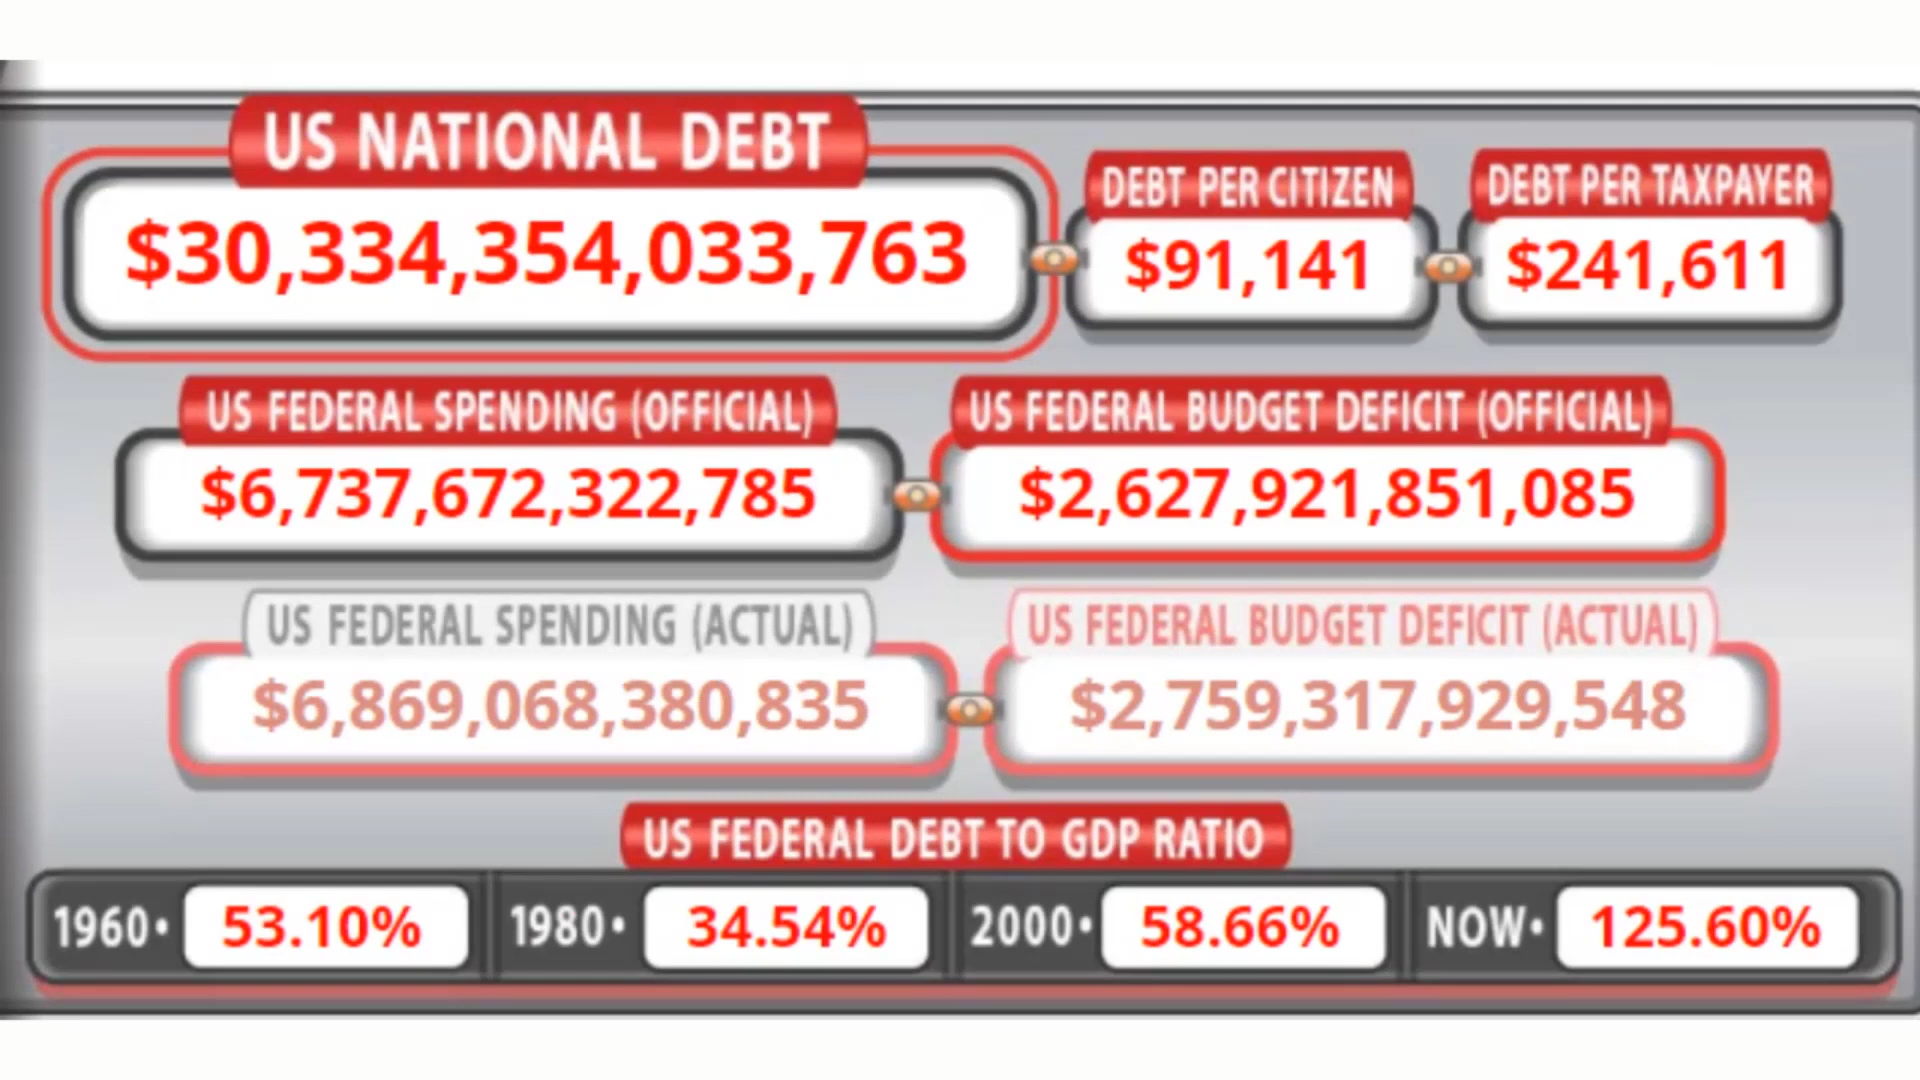 US NATIONAL DEBT
$30,334,354,033,763
DEBT PER CITIZEN
$91,141
DEBT PER TAXPAYER
$241,611
US FEDERAL SPENDING (OFFICIAL)
$6,737,672,322,785
US FEDERAL BUDGET DEFICIT (OFFICIAL)
$2,627,921,851,085
US FEDERAL SPENDING (ACTUAL)
$6,869,068,380,835
US FEDERAL BUDGET DEFICIT (ACTUAL)
$2,759,317,929,548
US FEDERAL DEBT TO GDP RATIO
1960• 53.10% 1980• 34.54% 2000• 58.66% NOW• 125.60%